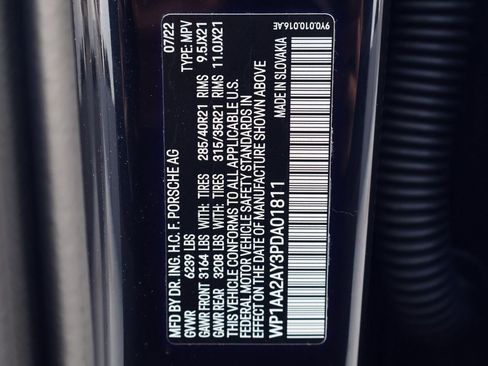 MFD BY DR. ING. H.C. F. PORSCHE AG 07/22
GVWR 6239 LBS TYPE: MPV
GAWR FRONT 3164 LBS WITH: TIRES 285/40R21 RIMS 9.5JX21
GAWR REAR 3208 LBS WITH: TIRES 315/35R21 RIMS 11.0JX21
THIS VEHICLE CONFORMS TO ALL APPLICABLE U.S.
FEDERAL MOTOR VEHICLE SAFETY STANDARDS IN
EFFECT ON THE DATE OF MANUFACTURE SHOWN ABOVE
WP1AA2AY3PDA01811 MADE IN SLOVAKIA
9Y0.010.016.AE